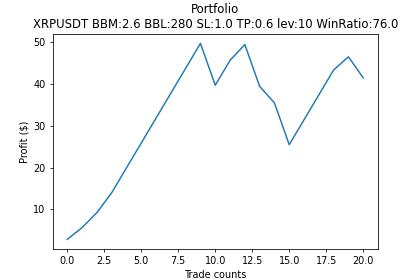 Portfolio
XRPUSDT BBM:2.6 BBL:280 SL:1.0 TP:0.6 lev:10 WinRatio:76.0
50
40
30
20
10
Profit ($)
0.0 2.5 5.0 7.5 10.0 12.5 15.0 17.5 20.0
Trade counts